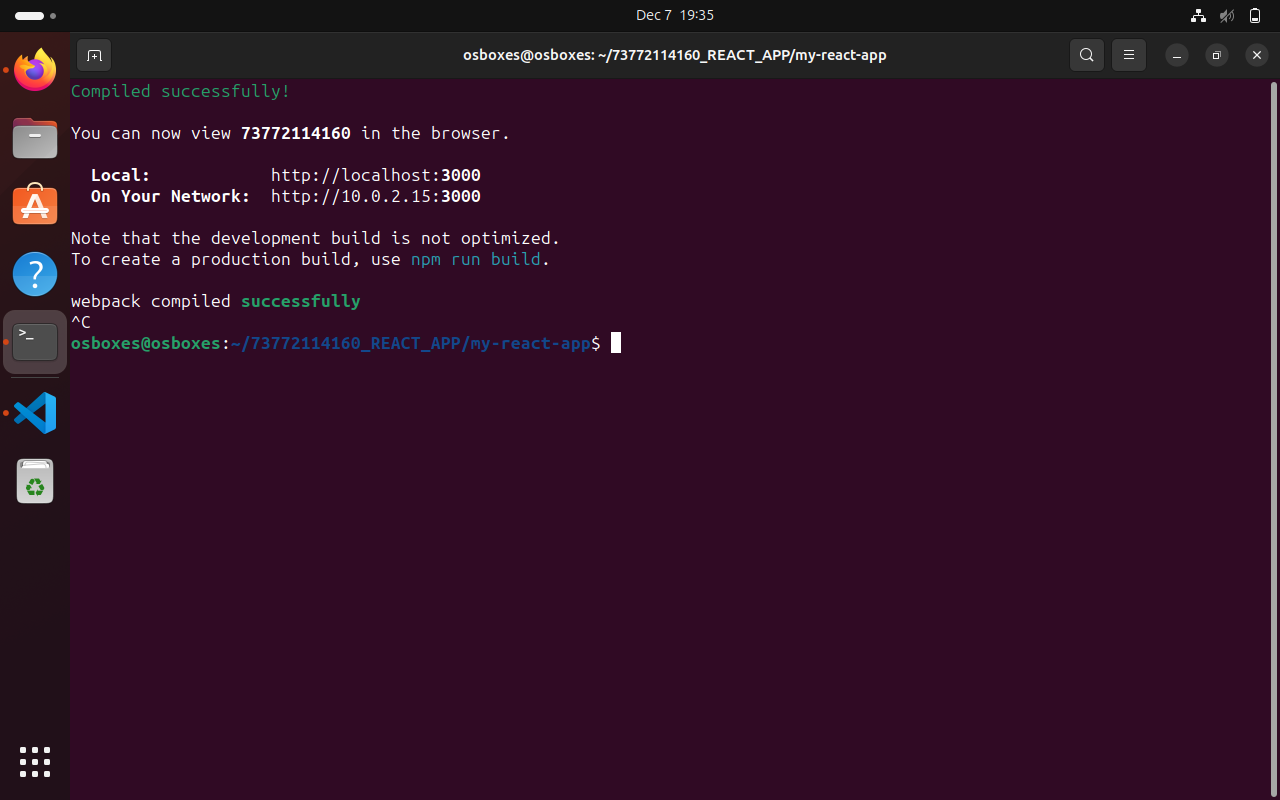 Dec 7 19:35
osboxes@osboxes: ~/73772114160_REACT_APP/my-react-app
Compiled successfully!
You can now view 73772114160 in the browser.
Local: http://localhost:3000
On Your Network: http://10.0.2.15:3000
Note that the development build is not optimized.
To create a production build, use npm run build.
webpack compiled successfully
^C
osboxes@osboxes:~/73772114160_REACT_APP/my-react-app$